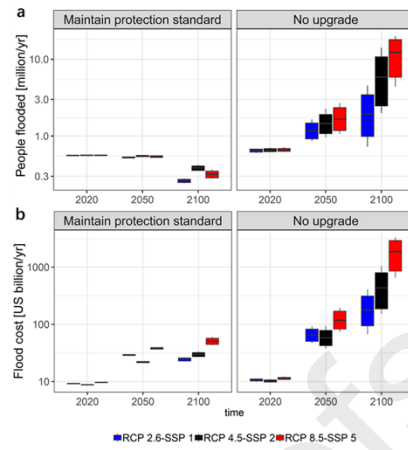 a
Maintain protection standard
No upgrade
People flooded [million/yr]
10.0
3.0
1.0
0.3
2020
2050
2100
2020
2050
2100
b
Maintain protection standard
No upgrade
Flood cost [US billion/yr]
1000
100
10
2020
2050
2100
2020
2050
2100
time
RCP 2.6-SSP 1
RCP 4.5-SSP 2
RCP 8.5-SSP 5